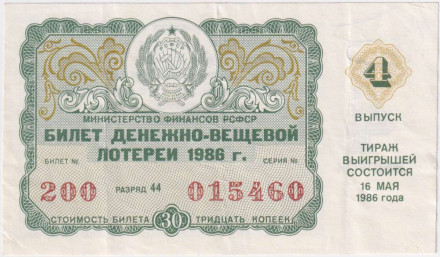 МИНИСТЕРСТВО ФИНАНСОВ РСФСР
БИЛЕТ ДЕНЕЖНО-ВЕЩЕВОЙ
ЛОТЕРЕИ 1986 г.
БИЛЕТ № СЕРИЯ №
200 РАЗРЯД 44 015460
СТОИМОСТЬ БИЛЕТА 30 ТРИДЦАТЬ КОПЕЕК
4
ВЫПУСК
ТИРАЖ
ВЫИГРЫШЕЙ
СОСТОИТСЯ
16 МАЯ
1986 года